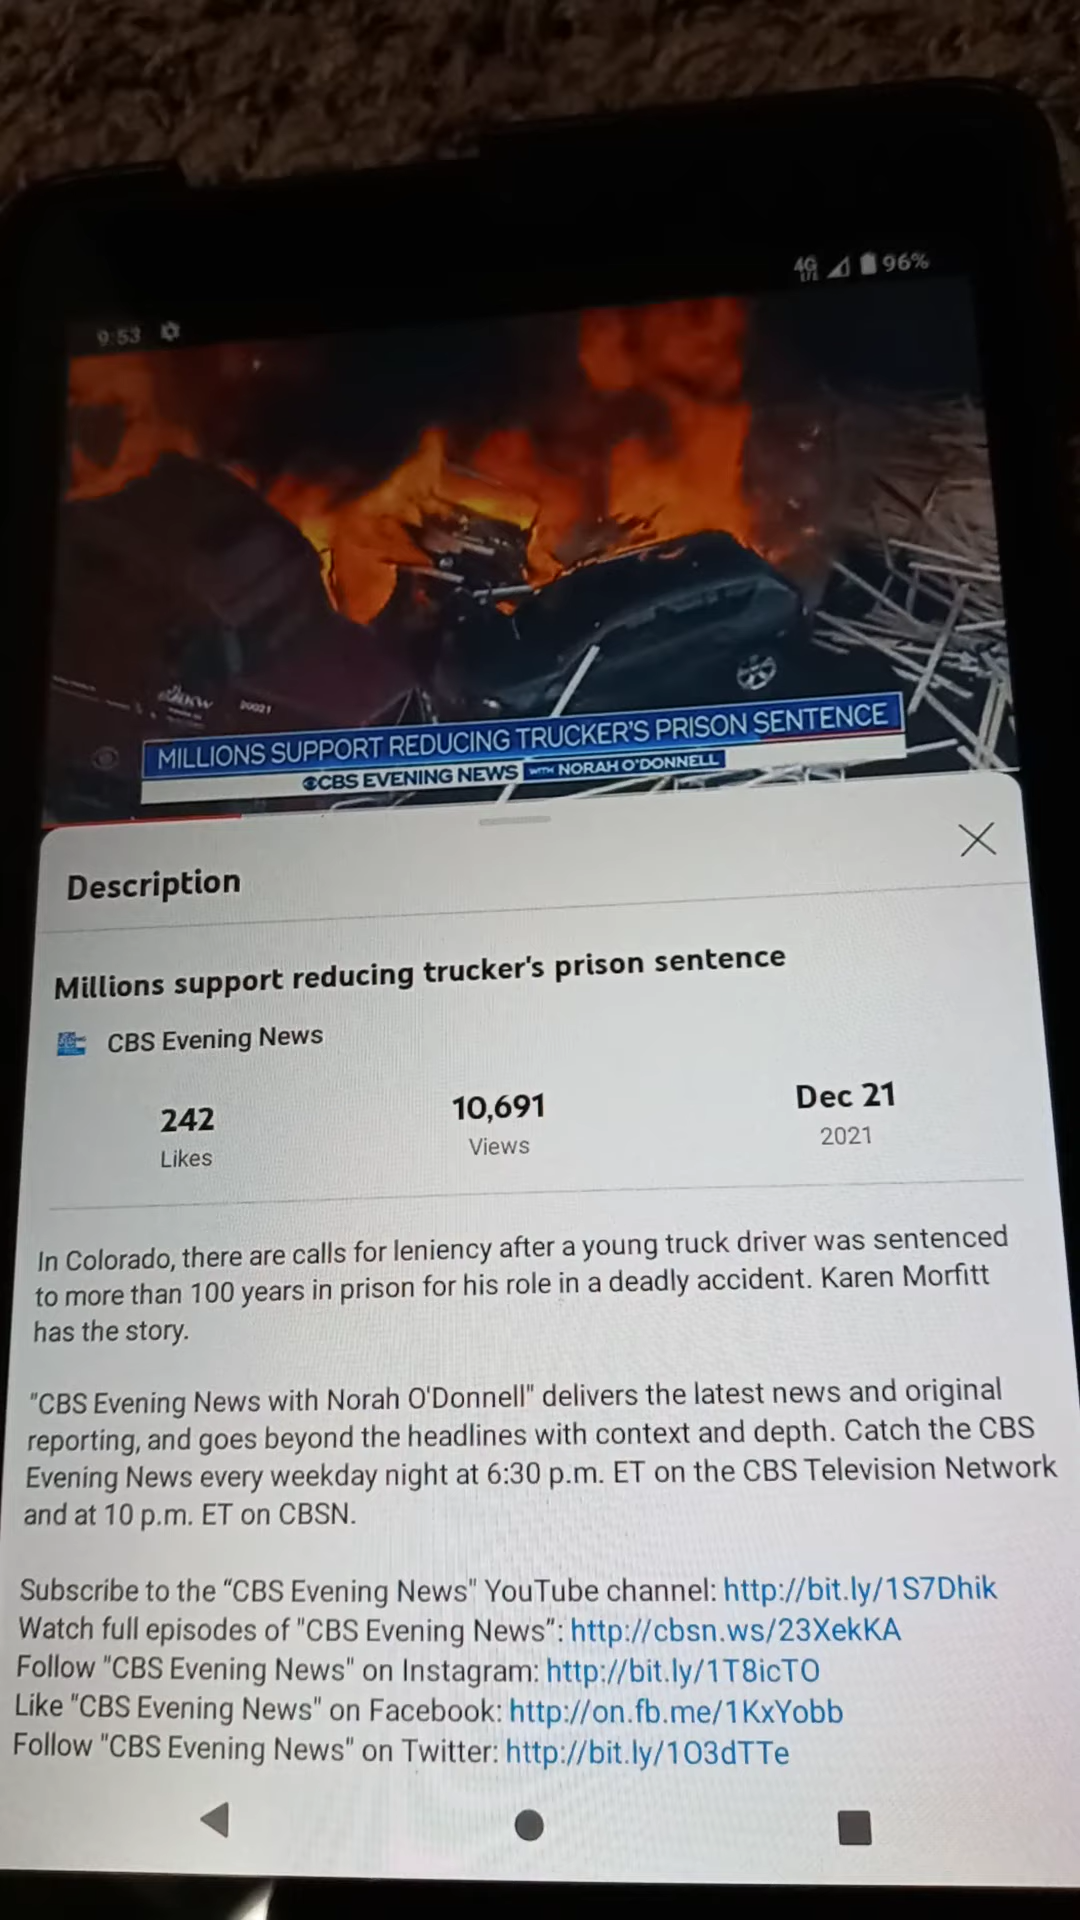 4G LTE 96%
9:53
MILLIONS SUPPORT REDUCING TRUCKER'S PRISON SENTENCE
CBS EVENING NEWS WITH NORAH O'DONNELL
Description
Millions support reducing trucker's prison sentence
CBS Evening News
242 10,691 Dec 21
Likes Views 2021
In Colorado, there are calls for leniency after a young truck driver was sentenced
to more than 100 years in prison for his role in a deadly accident. Karen Morfitt
has the story.
"CBS Evening News with Norah O'Donnell" delivers the latest news and original
reporting, and goes beyond the headlines with context and depth. Catch the CBS
Evening News every weekday night at 6:30 p.m. ET on the CBS Television Network
and at 10 p.m. ET on CBSN.
Subscribe to the “CBS Evening News" YouTube channel: http://bit.ly/1S7Dhik
Watch full episodes of "CBS Evening News": http://cbsn.ws/23XekKA
Follow "CBS Evening News" on Instagram: http://bit.ly/1T8icTO
Like "CBS Evening News" on Facebook: http://on.fb.me/1KxYobb
Follow "CBS Evening News" on Twitter: http://bit.ly/1O3dTTe